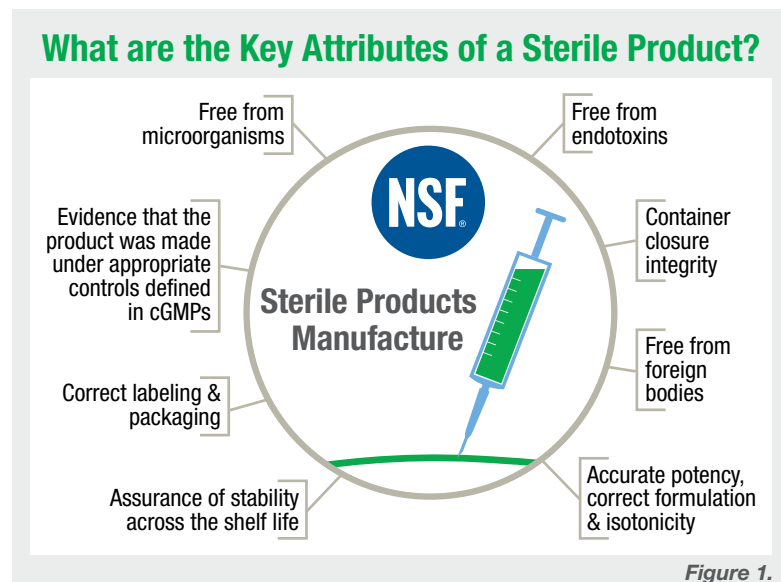 What are the Key Attributes of a Sterile Product?
Free from
microorganisms
Free from
endotoxins
NSF®
Evidence that the
product was made
under appropriate
controls defined
in cGMPs
Container
closure
integrity
Sterile Products
Manufacture
Free from
foreign
bodies
Correct labeling &
packaging
Assurance of stability
across the shelf life
Accurate potency,
correct formulation
& isotonicity
Figure 1.